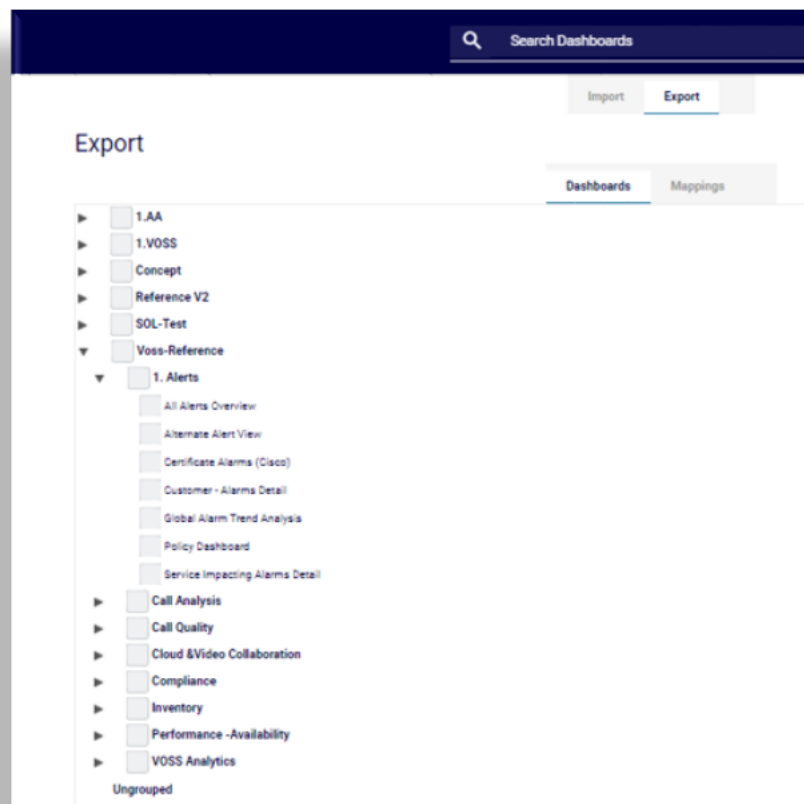 Search Dashboards
Import Export
Export
Dashboards Mappings
1.AA
1.VOSS
Concept
Reference V2
SOL-Test
Voss-Reference
1. Alerts
All Alerts Overview
Alternate Alert View
Certificate Alarms (Cisco)
Customer - Alarms Detail
Global Alarm Trend Analysis
Policy Dashboard
Service Impacting Alarms Detail
Call Analysis
Call Quality
Cloud &Video Collaboration
Compliance
Inventory
Performance -Availability
VOSS Analytics
Ungrouped